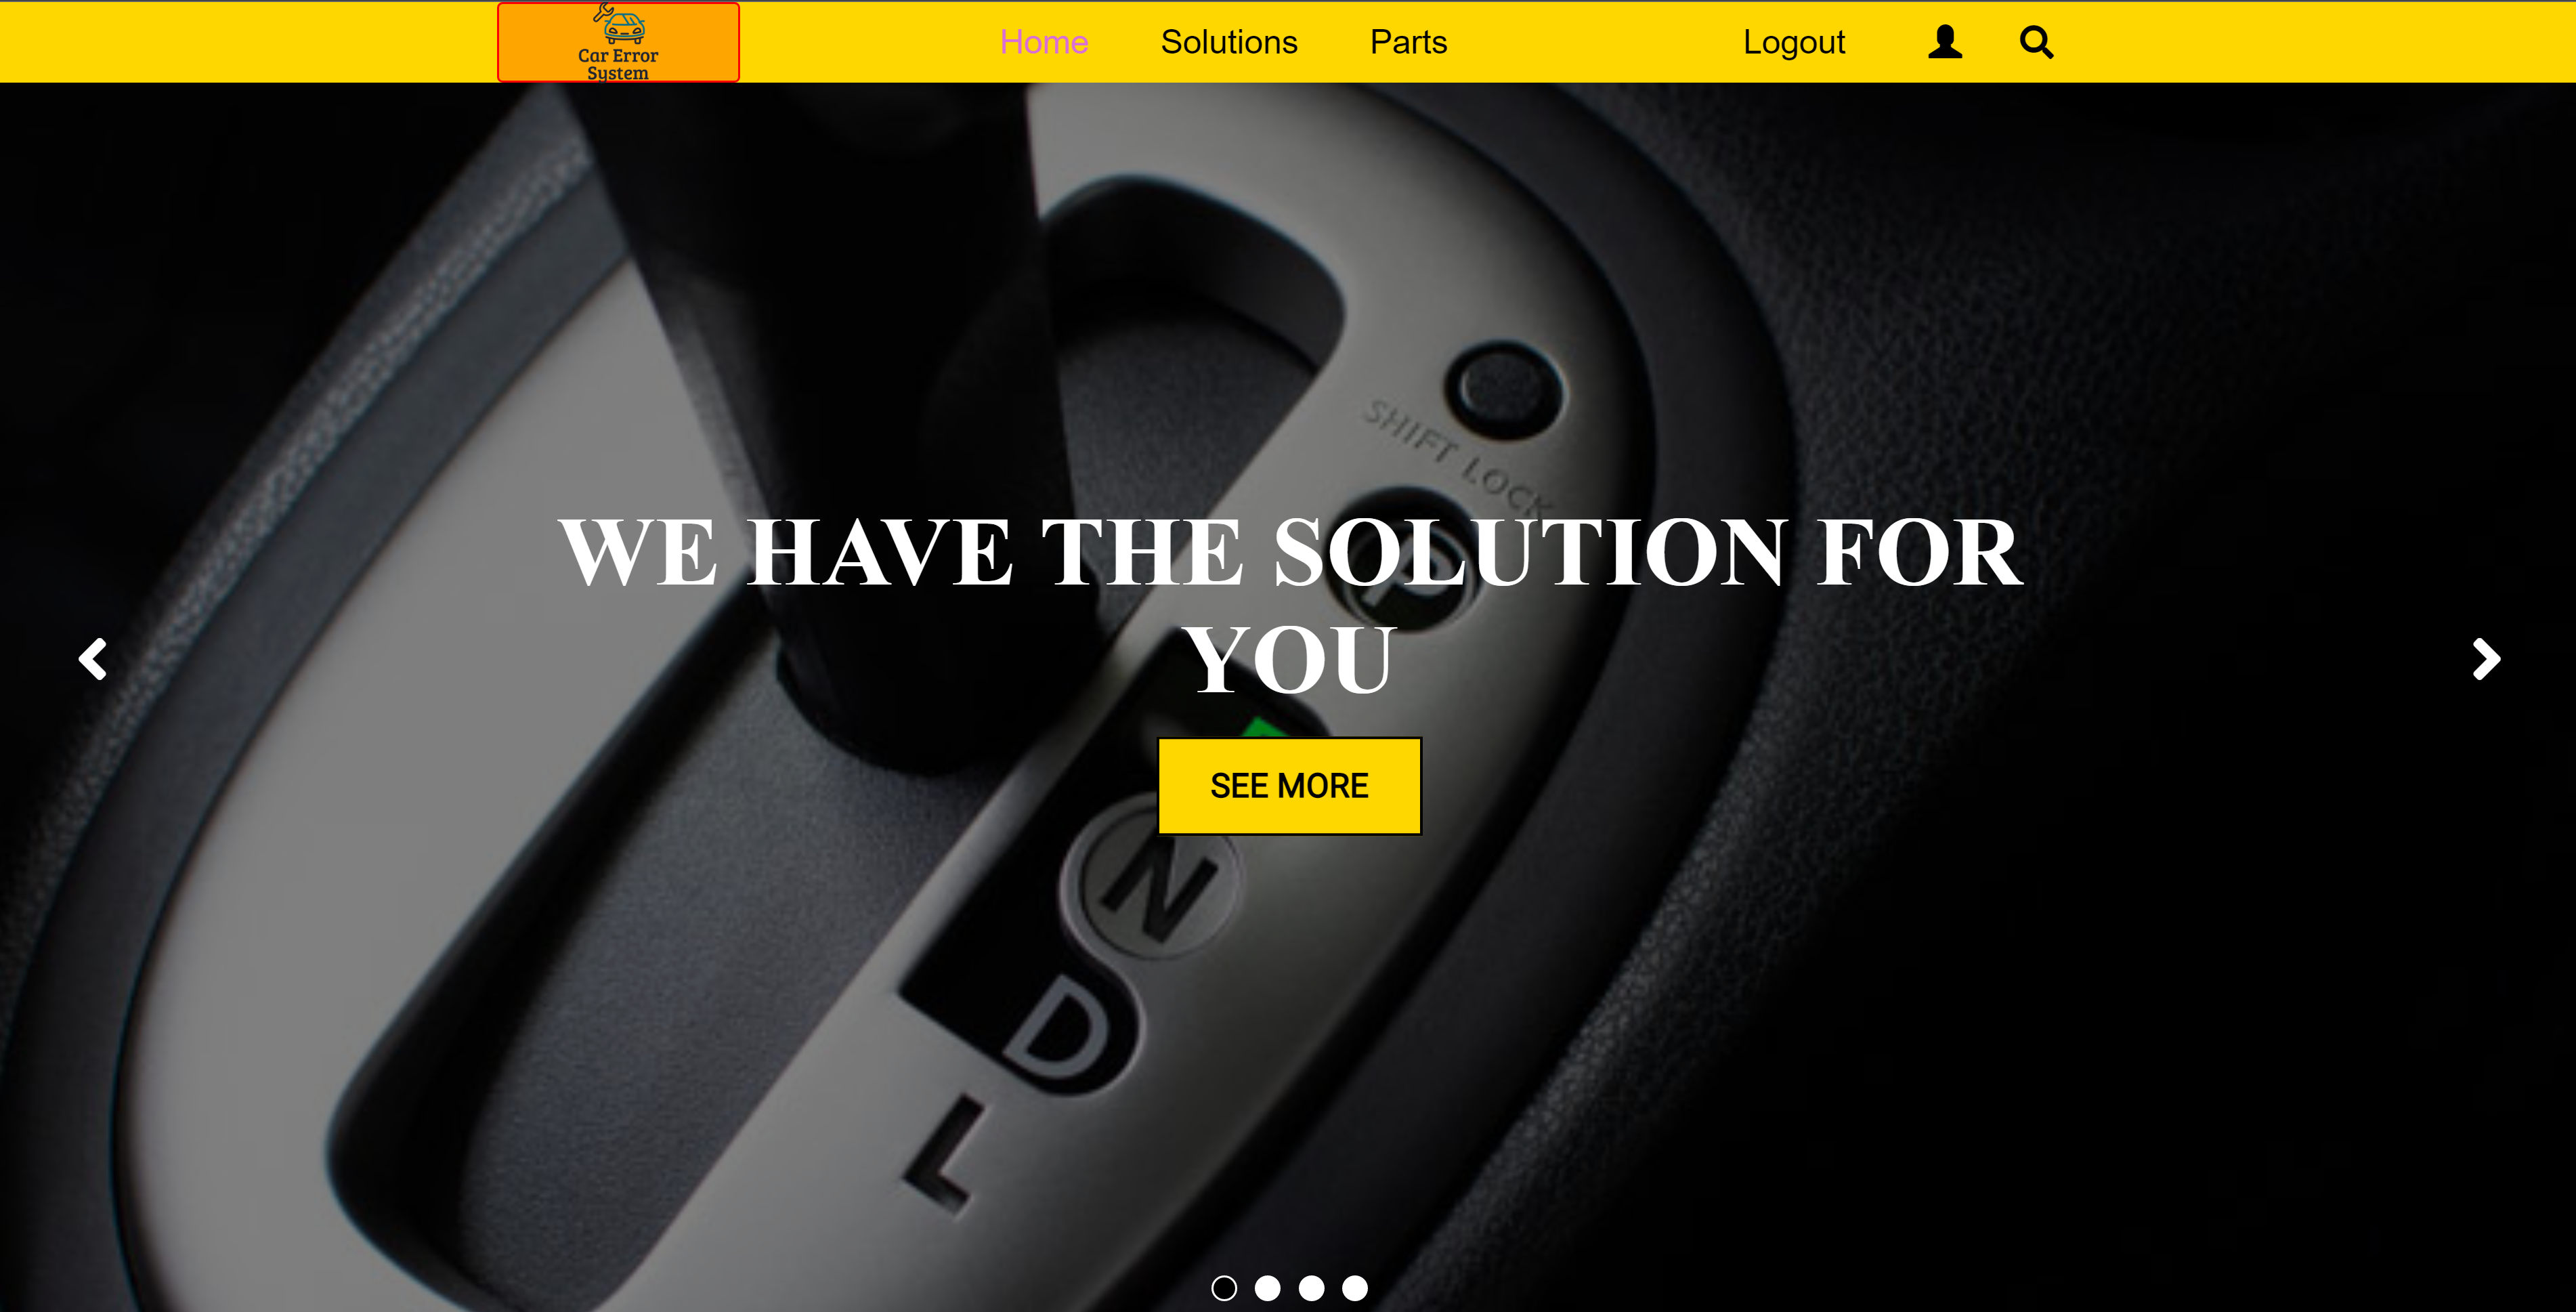 Car Error
System
Home
Solutions
Parts
Logout
SHIFT LOCK
WE HAVE THE SOLUTION FOR
YOU
P
SEE MORE
N
D
L